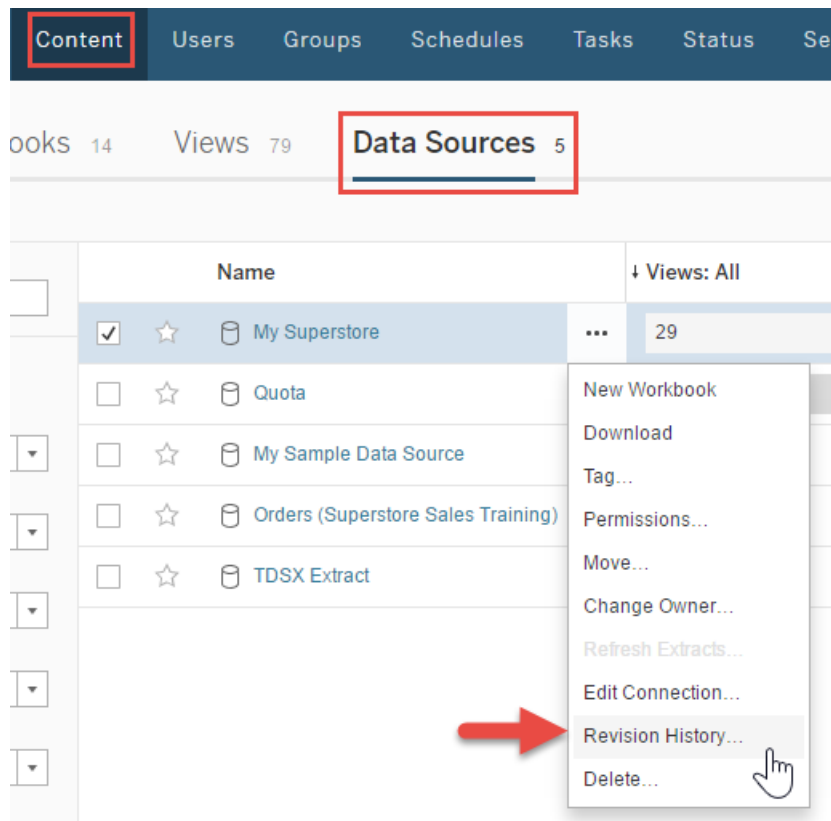 Content Users Groups Schedules Tasks Status Se
ooks 14 Views 79 Data Sources 5
Name ↓ Views: All
My Superstore ... 29
Quota
My Sample Data Source
Orders (Superstore Sales Training)
TDSX Extract
New Workbook
Download
Tag...
Permissions...
Move...
Change Owner...
Refresh Extracts...
Edit Connection...
Revision History...
Delete...